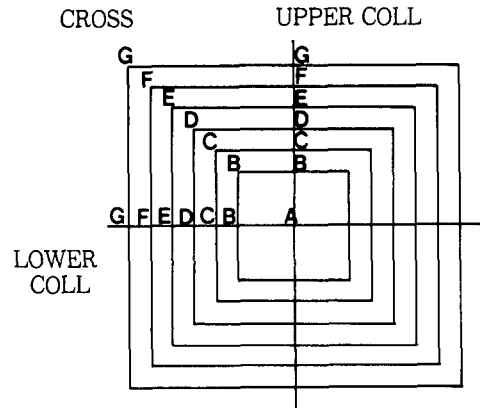 CROSS UPPER COLL
G G
F F
E E
D D
C C
B B
G F E D C B A
LOWER
COLL